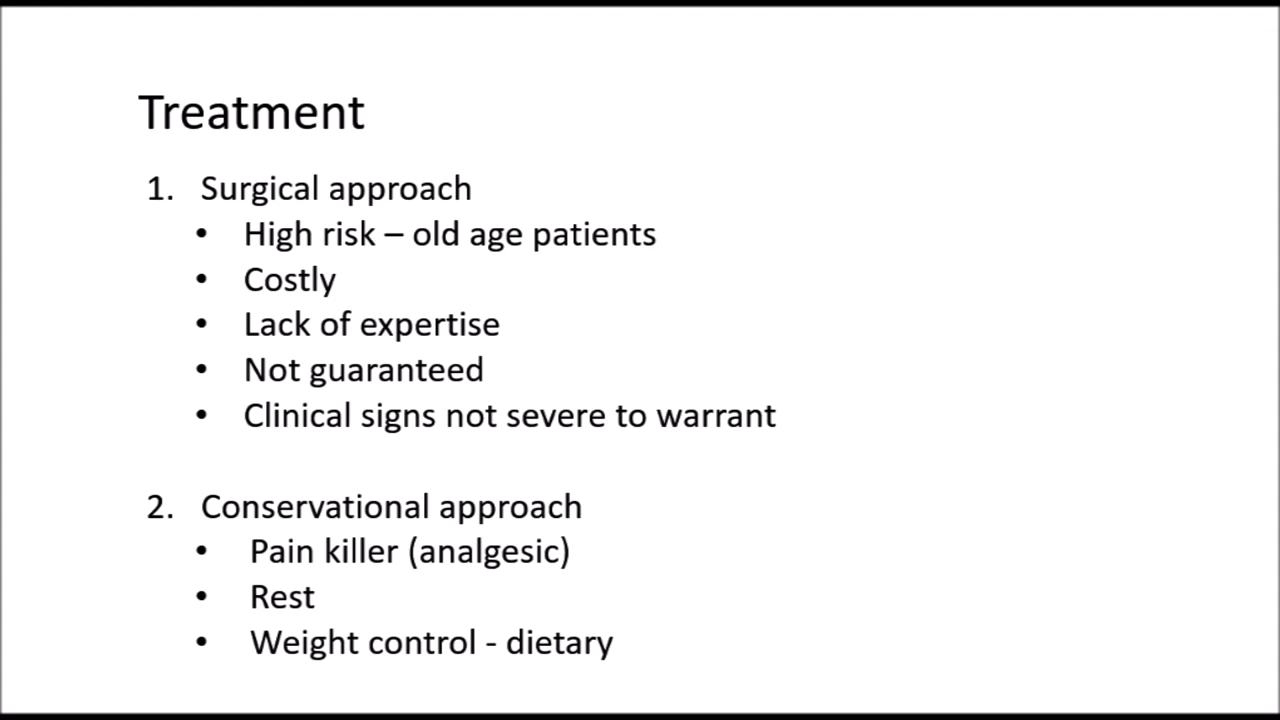 Treatment
1. Surgical approach
• High risk – old age patients
• Costly
• Lack of expertise
• Not guaranteed
• Clinical signs not severe to warrant
2. Conservational approach
• Pain killer (analgesic)
• Rest
• Weight control - dietary